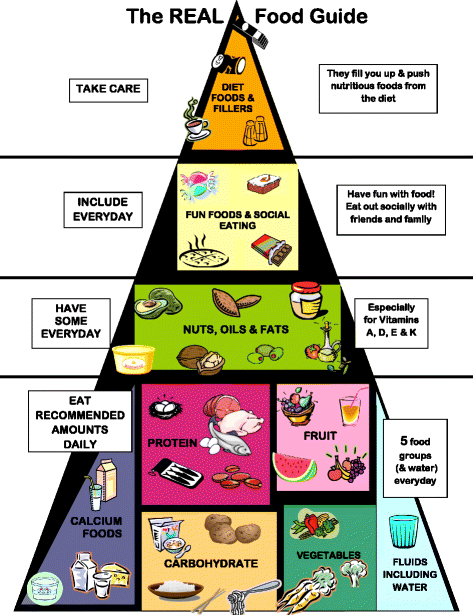 The REAL Food Guide
TAKE CARE
DIET
FOODS &
FILLERS
They fill you up & push
nutritious foods from
the diet
INCLUDE
EVERYDAY
FUN FOODS & SOCIAL
EATING
Have fun with food!
Eat out socially with
friends and family
HAVE
SOME
EVERYDAY
NUTS, OILS & FATS
Especially
for Vitamins
A, D, E & K
EAT
RECOMMENDED
AMOUNTS
DAILY
PROTEIN
FRUIT
5 food
groups
(& water)
everyday
CALCIUM
FOODS
CARBOHYDRATE
VEGETABLES
FLUIDS
INCLUDING
WATER